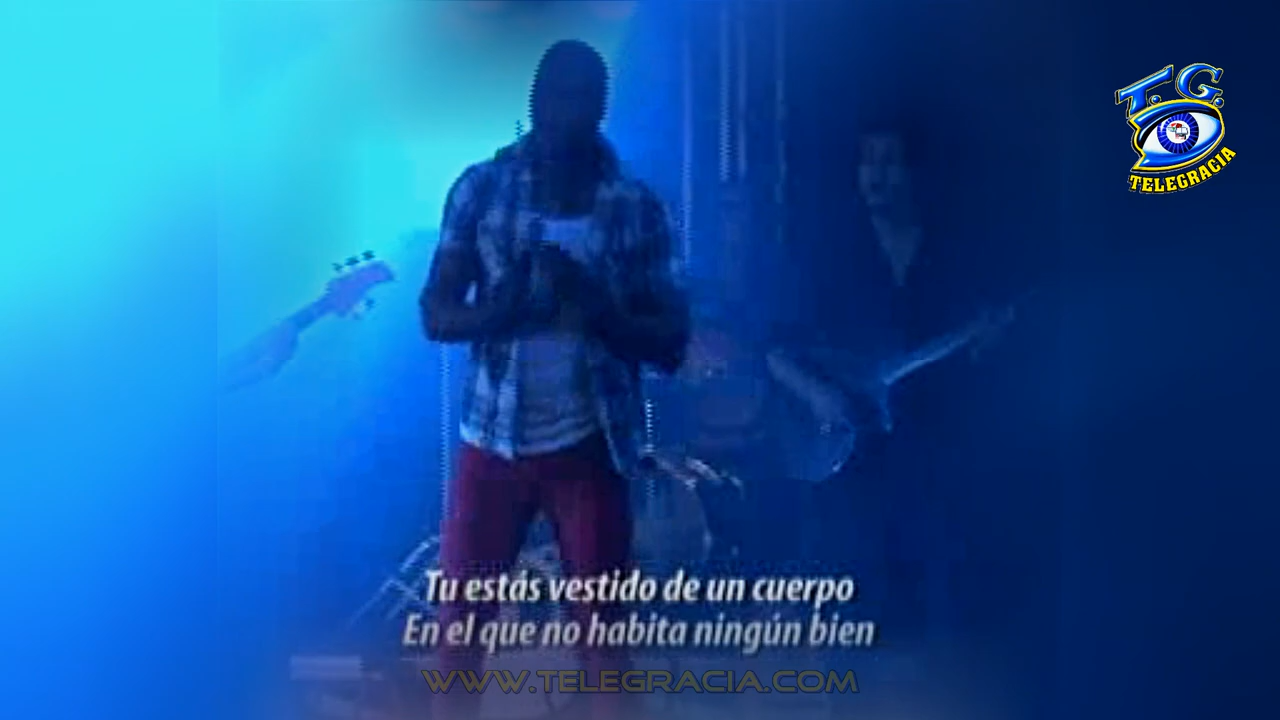 T.G.
TELEGRACIA
Tu estás vestido de un cuerpo
En el que no habita ningún bien
WWW.TELEGRACIA.COM